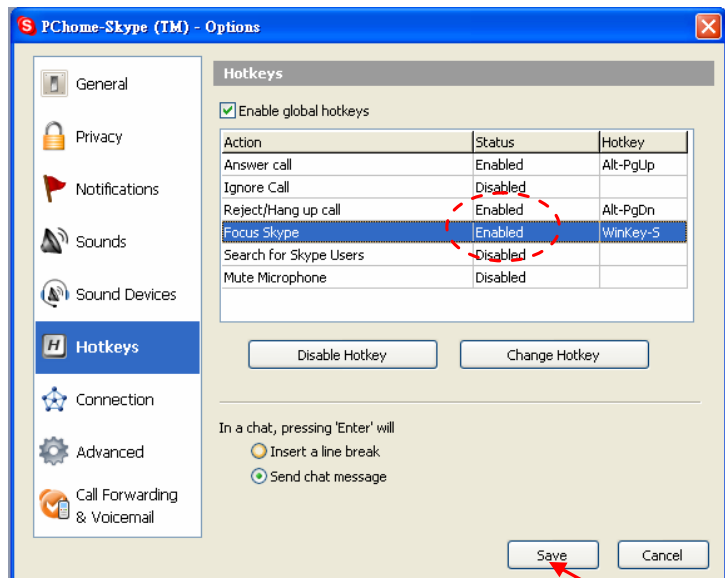 S PChome-Skype (TM) - Options
General
Privacy
Notifications
Sounds
Sound Devices
H Hotkeys
Connection
Advanced
Call Forwarding
& Voicemail
Hotkeys
Enable global hotkeys
Action Status Hotkey
Answer call Enabled Alt-PgUp
Ignore Call Disabled
Reject/Hang up call Enabled Alt-PgDn
Focus Skype Enabled WinKey-S
Search for Skype Users Disabled
Mute Microphone Disabled
Disable Hotkey Change Hotkey
In a chat, pressing 'Enter' will
Insert a line break
Send chat message
Save Cancel